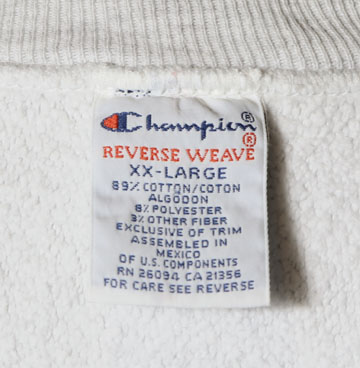 Champion®
REVERSE WEAVE®
XX-LARGE
89% COTTON/COTON
ALGODON
8% POLYESTER
3% OTHER FIBER
EXCLUSIVE OF TRIM
ASSEMBLED IN
MEXICO
OF U.S. COMPONENTS
RN 26094 CA 21356
FOR CARE SEE REVERSE